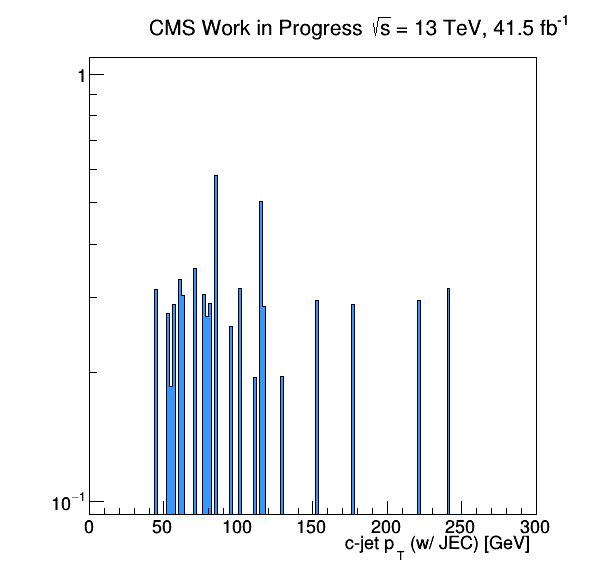 CMS Work in Progress √s = 13 TeV, 41.5 fb⁻¹
1
10⁻¹
0 50 100 150 200 250 300
c-jet p_T (w/ JEC) [GeV]